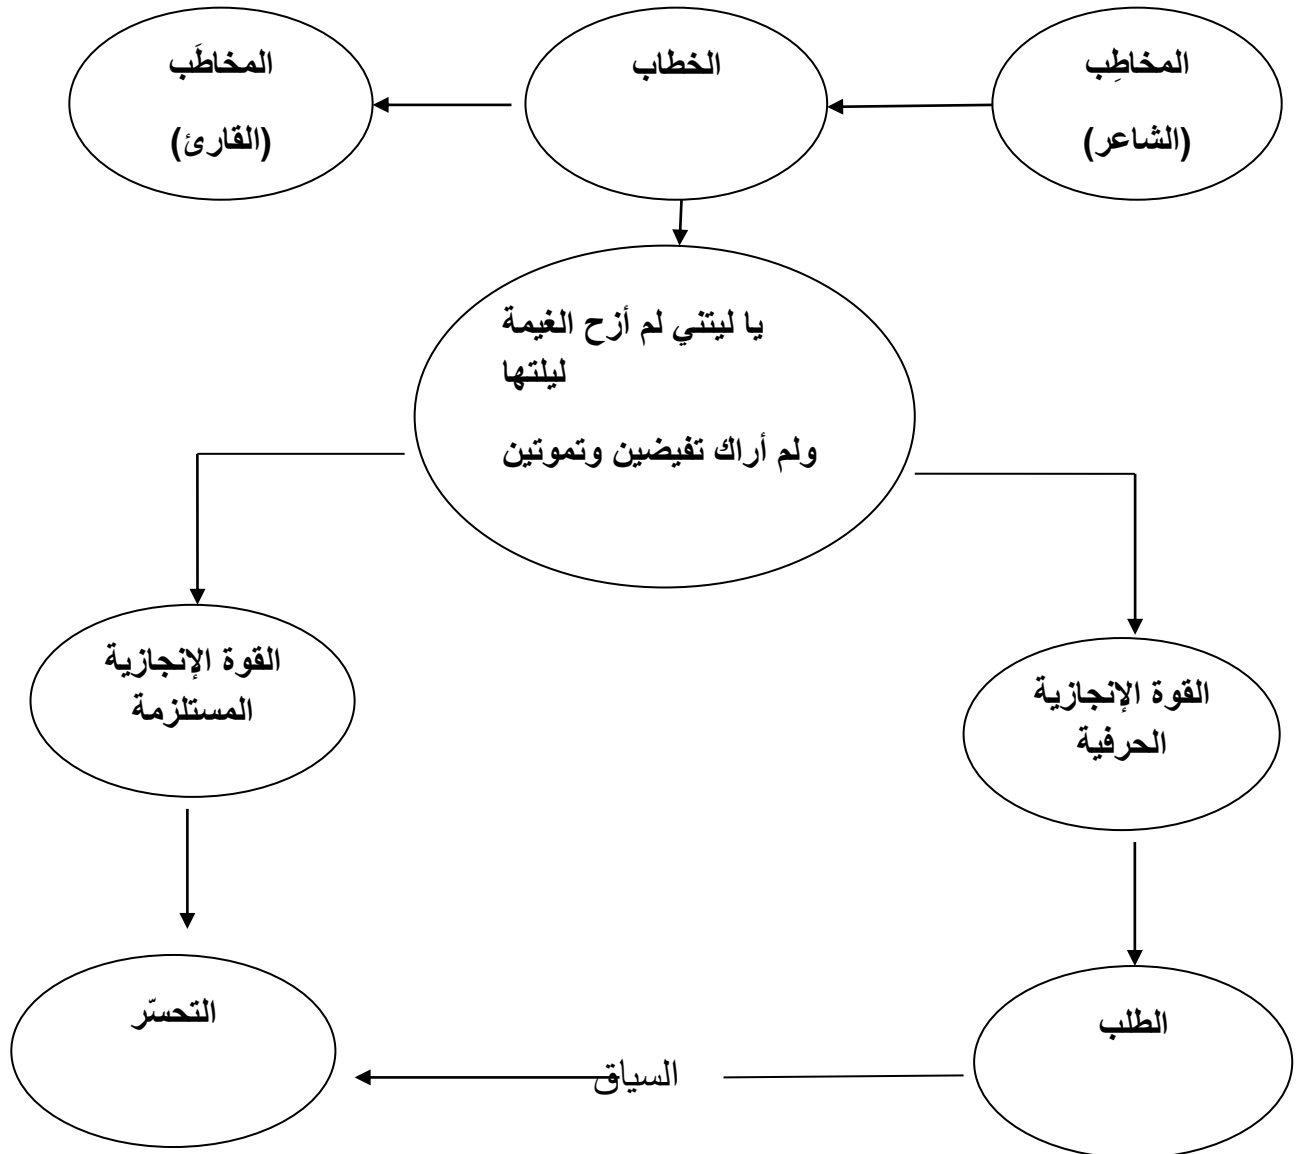 المخاطِب
(الشاعر)
الخطاب
المخاطَب
(القارئ)
يا ليتني لم أزح الغيمة
ليلتها
ولم أراك تفيضين وتموتين
القوة الإنجازية
الحرفية
القوة الإنجازية
المستلزمة
الطلب
السياق
التحسّر